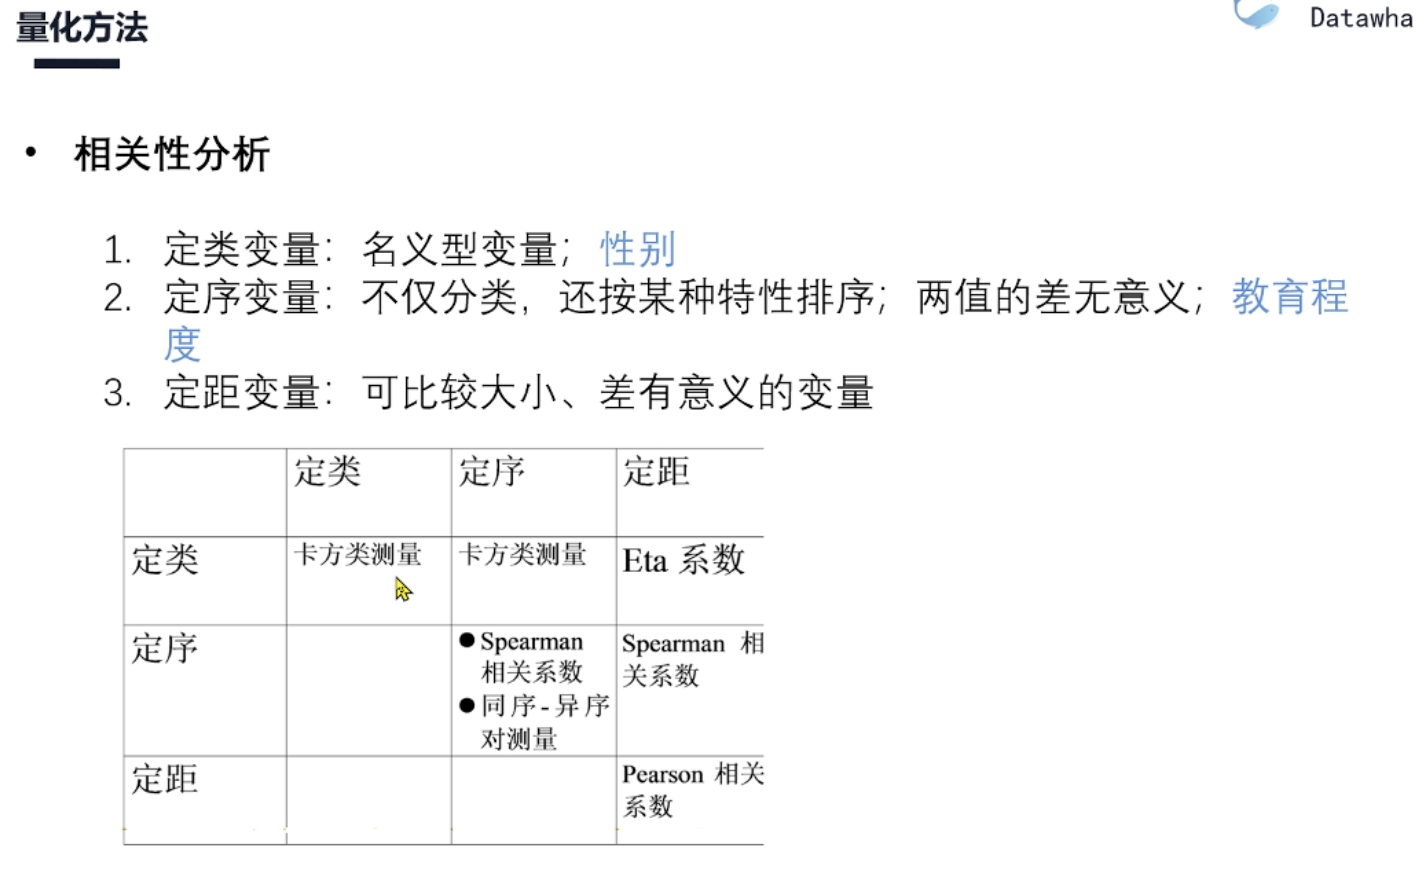 量化方法
Datawha
• 相关性分析
1. 定类变量：名义型变量；性别
2. 定序变量：不仅分类，还按某种特性排序；两值的差无意义；教育程
度
3. 定距变量：可比较大小、差有意义的变量
定类 定序 定距
定类 卡方类测量 卡方类测量 Eta 系数
定序
●Spearman
相关系数
●同序-异序
对测量
Spearman 相
关系数
定距
Pearson 相关
系数